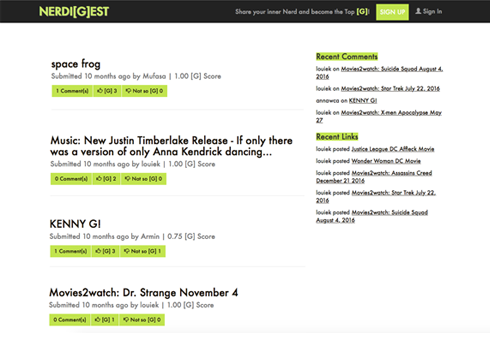 NERDI[G]EST
Share your inner Nerd and become the Top [G]!
SIGN UP
Sign In
space frog
Submitted 10 months ago by Mufasa | 1.00 [G] Score
1 Comment(s) [G] 3 Not so [G] 0
Music: New Justin Timberlake Release - If only there
was a version of only Anna Kendrick dancing...
Submitted 10 months ago by louiek | 1.00 [G] Score
0 Comment(s) [G] 2 Not so [G] 0
KENNY G!
Submitted 10 months ago by Armin | 0.75 [G] Score
1 Comment(s) [G] 3 Not so [G] 1
Movies2watch: Dr. Strange November 4
Submitted 10 months ago by louiek | 1.00 [G] Score
0 Comment(s) [G] 1 Not so [G] 0
Recent Comments
louiek on Movies2watch: Suicide Squad August 4,
2016
louiek on Movies2watch: Star Trek July 22, 2016
annawca on KENNY G!
louiek on Movies2watch: X-men Apocalypse May
27
Recent Links
louiek posted Justice League DC Affleck Movie
louiek posted Wonder Woman DC Movie
louiek posted Movies2watch: Assassins Creed
December 21 2016
louiek posted Movies2watch: Star Trek July 22,
2016
louiek posted Movies2watch: Suicide Squad
August 4, 2016